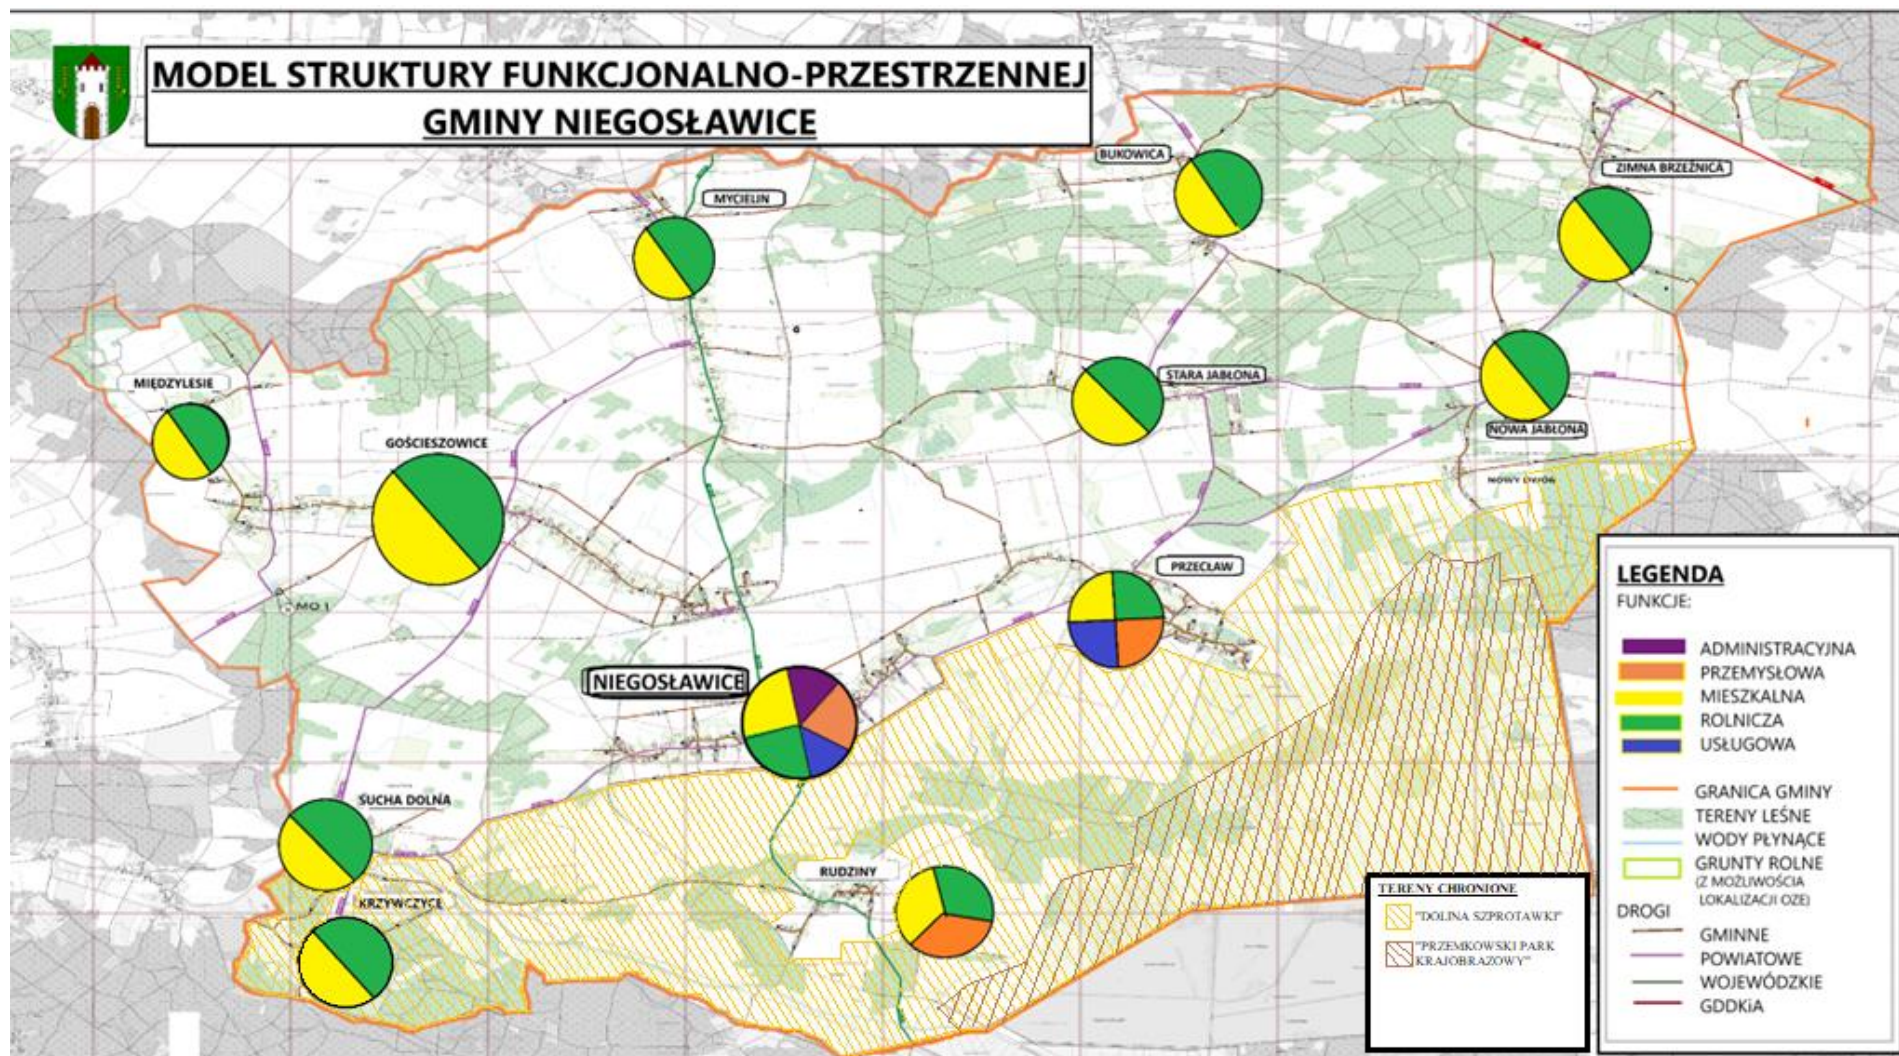 MODEL STRUKTURY FUNKCJONALNO-PRZESTRZENNEJ
GMINY NIEGOSŁAWICE
BUKOWICA
ZIMNA BRZEŹNICA
MYCIELIN
MIĘDZYLESIE
STARA JABŁONA
GOŚCIESZOWICE
NOWA JABŁONA
NOWY DWÓR
PRZECŁAW
NIEGOSŁAWICE
SUCHA DOLNA
RUDZINY
KRZYWCZYCE
LEGENDA
FUNKCJE:
ADMINISTRACYJNA
PRZEMYSŁOWA
MIESZKALNA
ROLNICZA
USŁUGOWA
GRANICA GMINY
TERENY LEŚNE
WODY PŁYNĄCE
GRUNTY ROLNE
(Z MOŻLIWOŚCIA
LOKALIZACJI OZE)
DROGI
GMINNE
POWIATOWE
WOJEWÓDZKIE
GDDKiA
TERENY CHRONIONE
"DOLINA SZPROTAWKI"
"PRZEMKOWSKI PARK
KRAJOBRAZOWY"